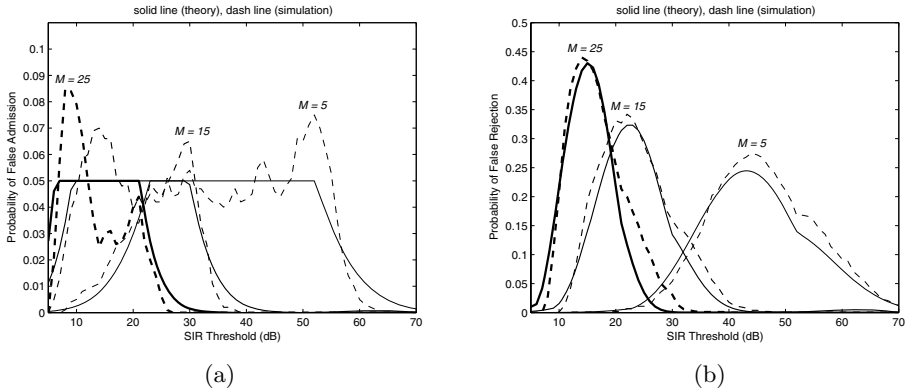 solid line (theory), dash line (simulation)
0.1
0.09
0.08
0.07
0.06
0.05
0.04
0.03
0.02
0.01
0
Probability of False Admission
M = 25
M = 15
M = 5
10 20 30 40 50 60 70
SIR Threshold (dB)
(a)
solid line (theory), dash line (simulation)
0.5
0.45
0.4
0.35
0.3
0.25
0.2
0.15
0.1
0.05
0
Probability of False Rejection
M = 25
M = 15
M = 5
10 20 30 40 50 60 70
SIR Threshold (dB)
(b)